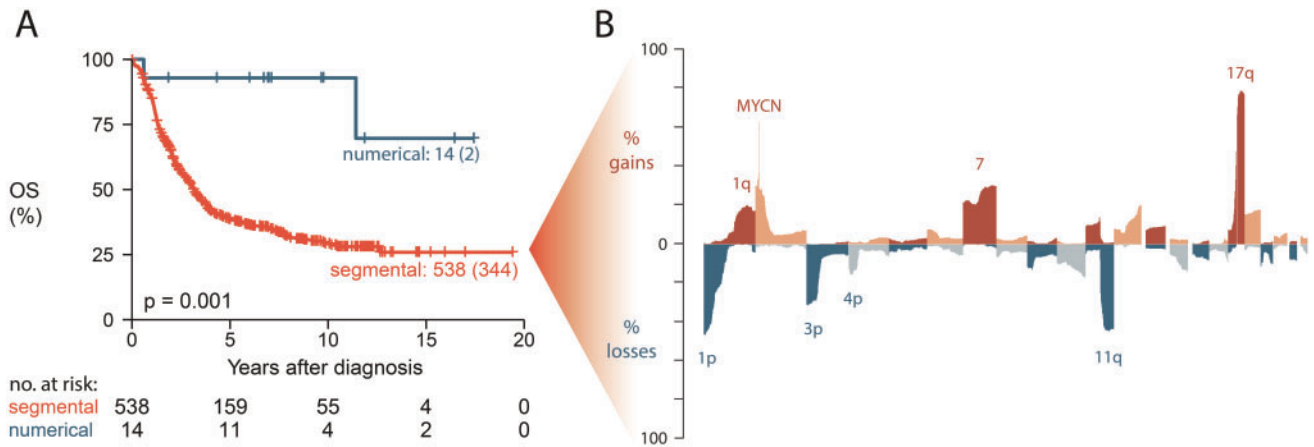 A
100
75
50
25
0
OS
(%)
numerical: 14 (2)
segmental: 538 (344)
p = 0.001
0 5 10 15 20
Years after diagnosis
no. at risk:
segmental 538 159 55 4 0
numerical 14 11 4 2 0
B
100
0
100
%
gains
%
losses
MYCN
17q
7
1q
4p
3p
11q
1p